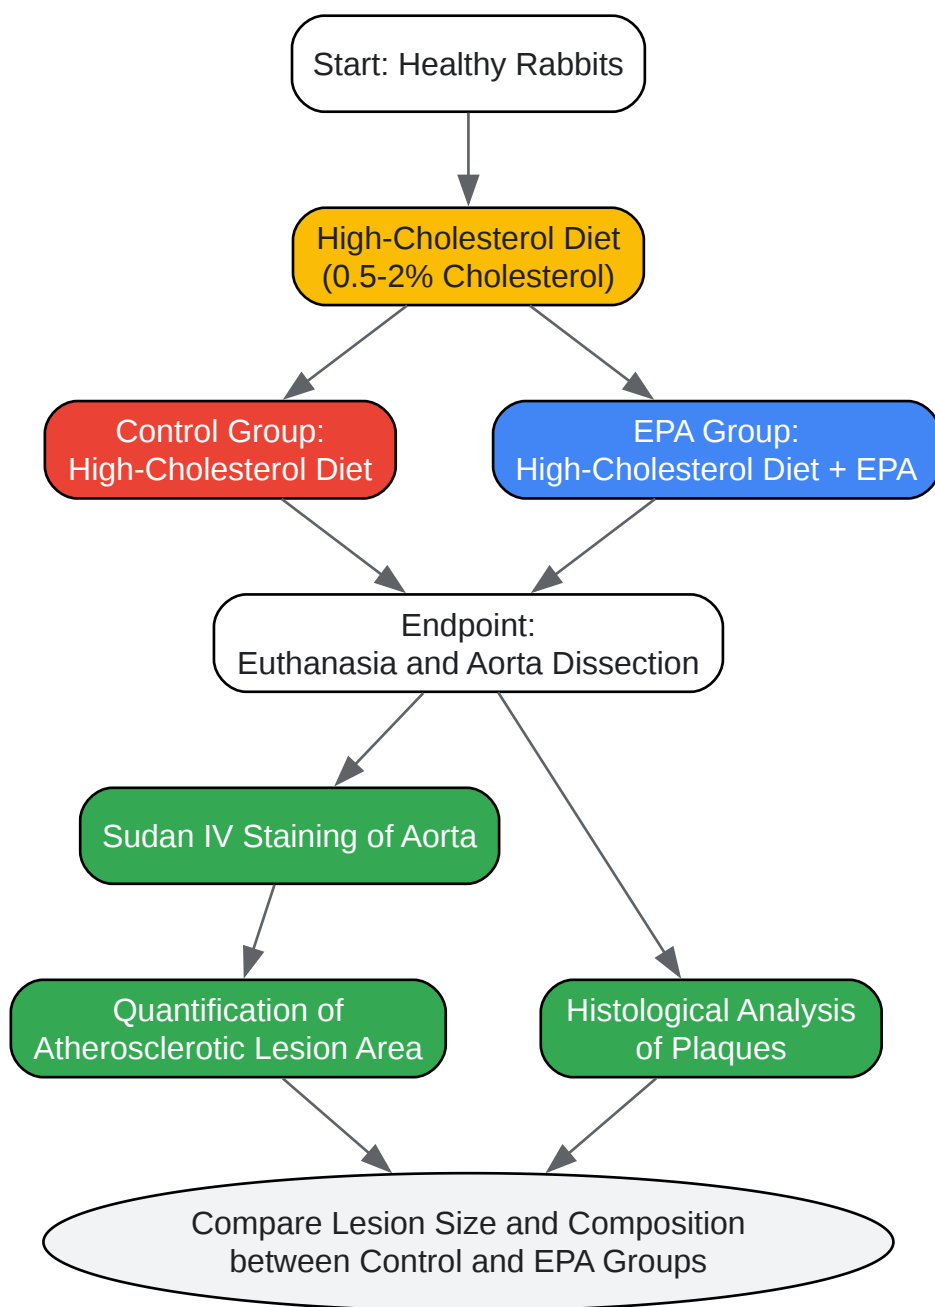 Start: Healthy Rabbits
High-Cholesterol Diet
(0.5-2% Cholesterol)
Control Group:
High-Cholesterol Diet
EPA Group:
High-Cholesterol Diet + EPA
Endpoint:
Euthanasia and Aorta Dissection
Sudan IV Staining of Aorta
Quantification of
Atherosclerotic Lesion Area
Histological Analysis
of Plaques
Compare Lesion Size and Composition
between Control and EPA Groups